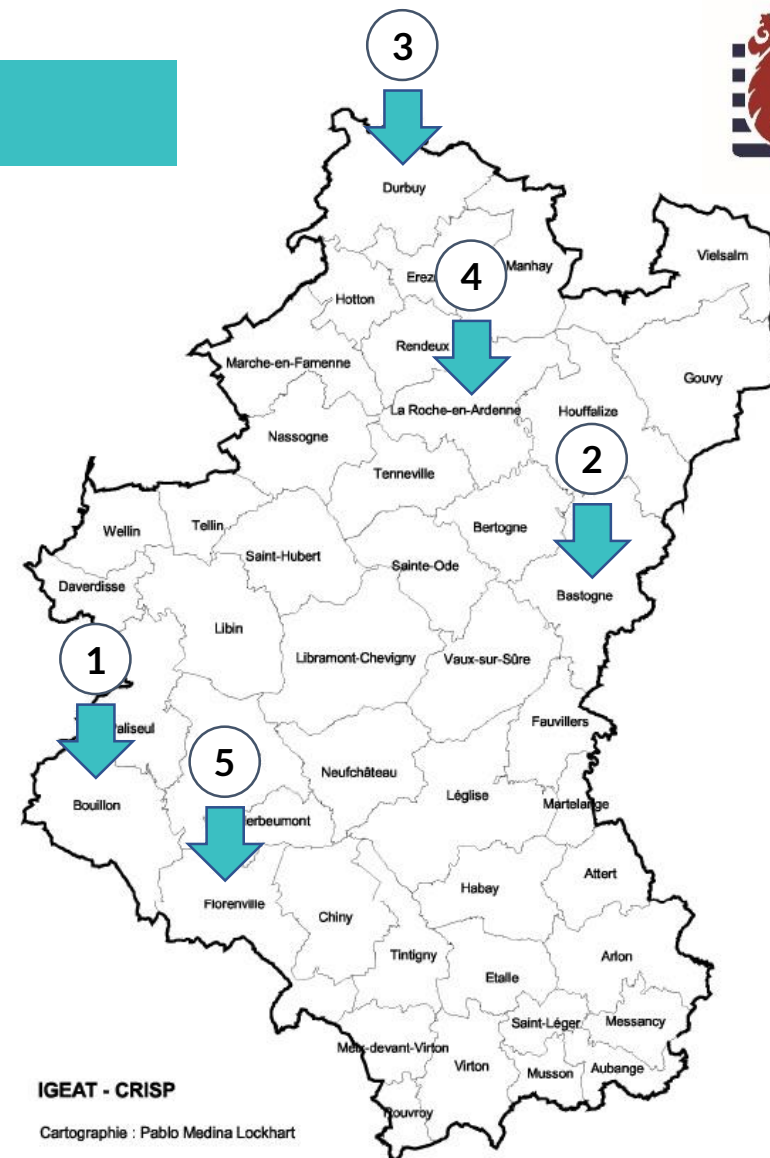 3
Durbuy
Vielsalm
4
Manhay
Erez
Hotton
Rendeux
Marche-en-Famenne
Gouvy
La Roche-en-Ardenne
Houffalize
Nassogne
2
Tenneville
Bertogne
Wellin
Tellin
Saint-Hubert
Sainte-Ode
Daverdisse
Bastogne
Libin
1
Libramont-Chevigny
Vaux-sur-Sûre
Fauvillers
aliseul
5
Neufchâteau
Léglise
Bouillon
Martelange
erbeumont
Attert
Habay
Florenville
Chiny
Tintigny
Arlon
Etalle
Saint-Léger
Messancy
Meix-devant-Virton
Virton
Musson
Aubange
IGEAT - CRISP
Rouvroy
Cartographie : Pablo Medina Lockhart